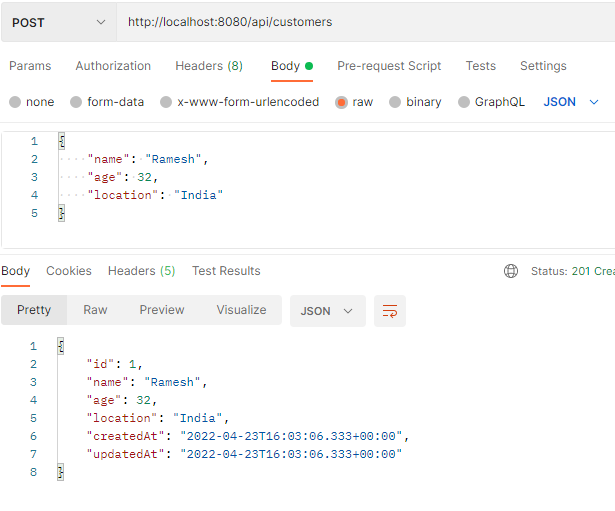 POST http://localhost:8080/api/customers
Params Authorization Headers (8) Body Pre-request Script Tests Settings
none form-data x-www-form-urlencoded raw binary GraphQL JSON
1 {
2 "name": "Ramesh",
3 "age": 32,
4 "location": "India"
5 }
Body Cookies Headers (5) Test Results Status: 201 Crea
Pretty Raw Preview Visualize JSON
1 {
2 "id": 1,
3 "name": "Ramesh",
4 "age": 32,
5 "location": "India",
6 "createdAt": "2022-04-23T16:03:06.333+00:00",
7 "updatedAt": "2022-04-23T16:03:06.333+00:00"
8 }